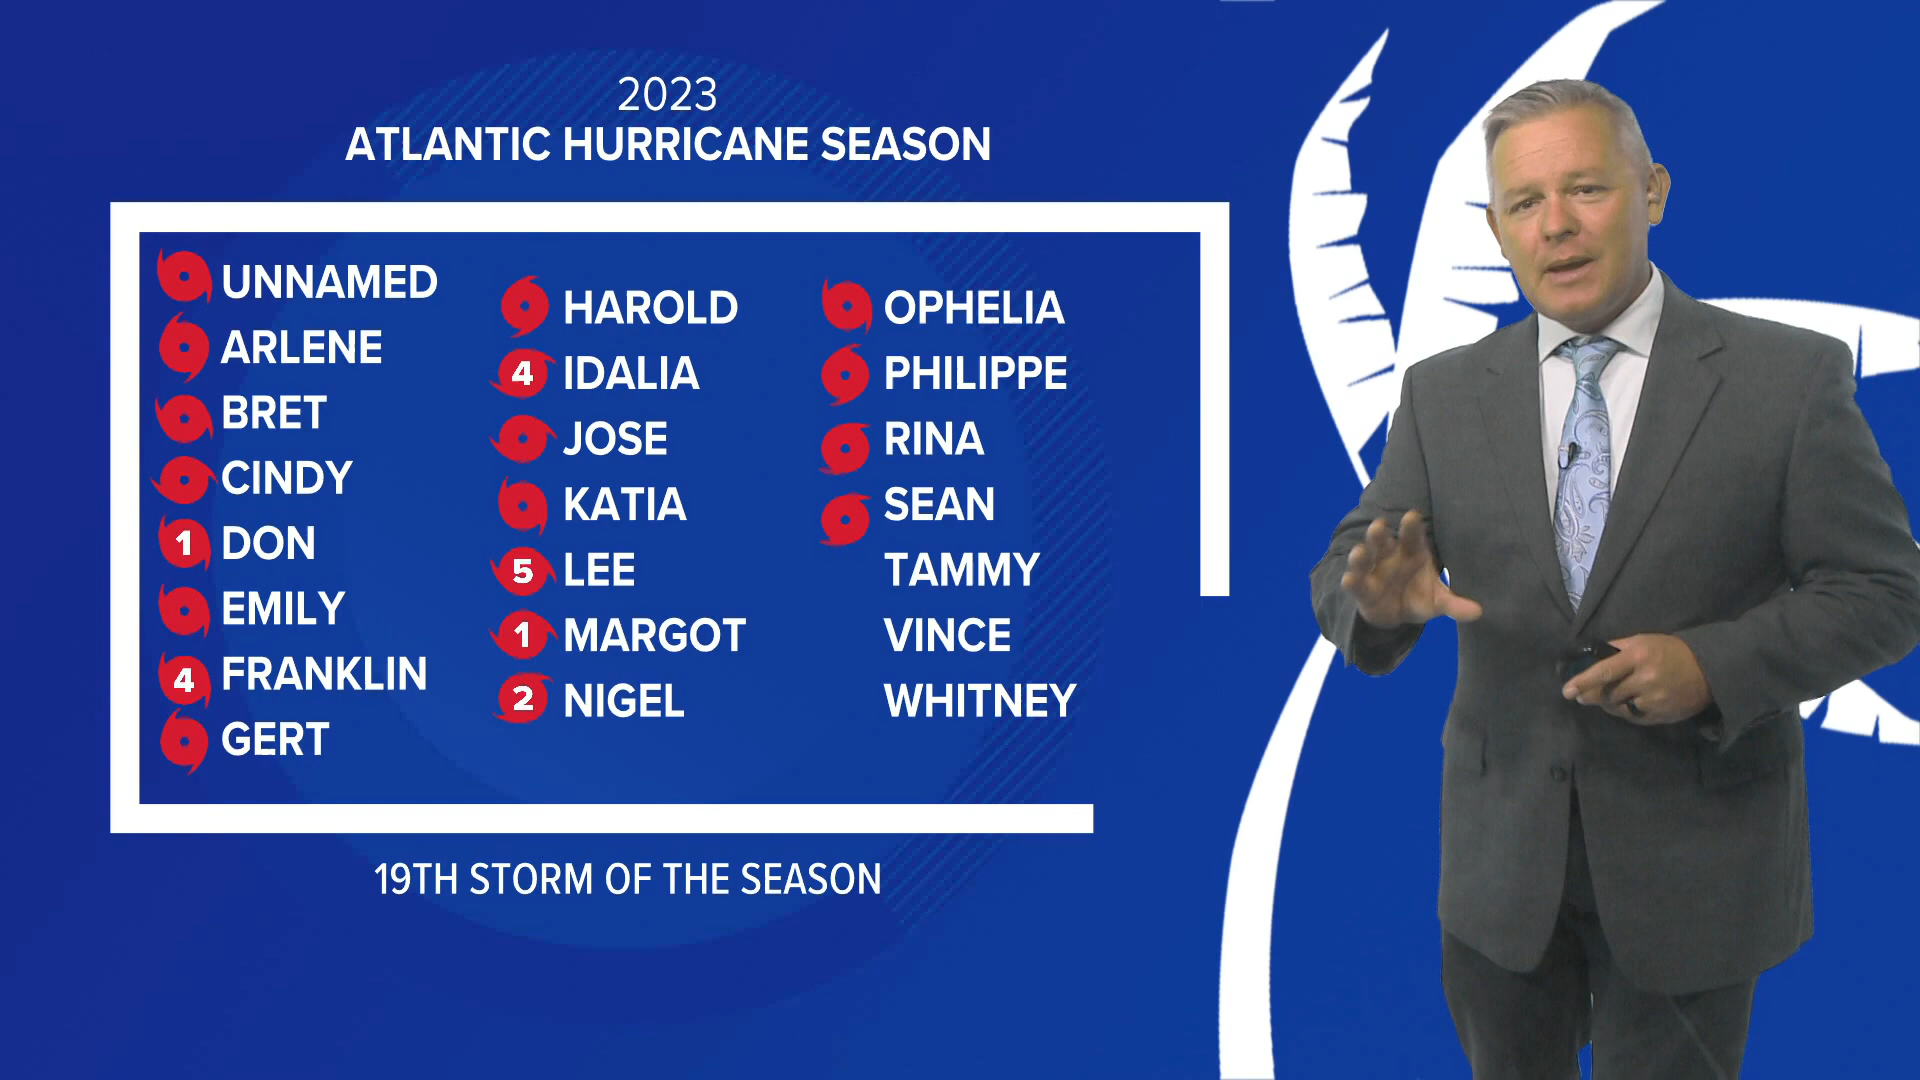 2023
ATLANTIC HURRICANE SEASON
UNNAMED
ARLENE
BRET
CINDY
1 DON
EMILY
4 FRANKLIN
GERT
HAROLD
4 IDALIA
JOSE
KATIA
5 LEE
1 MARGOT
2 NIGEL
OPHELIA
PHILIPPE
RINA
SEAN
TAMMY
VINCE
WHITNEY
19TH STORM OF THE SEASON